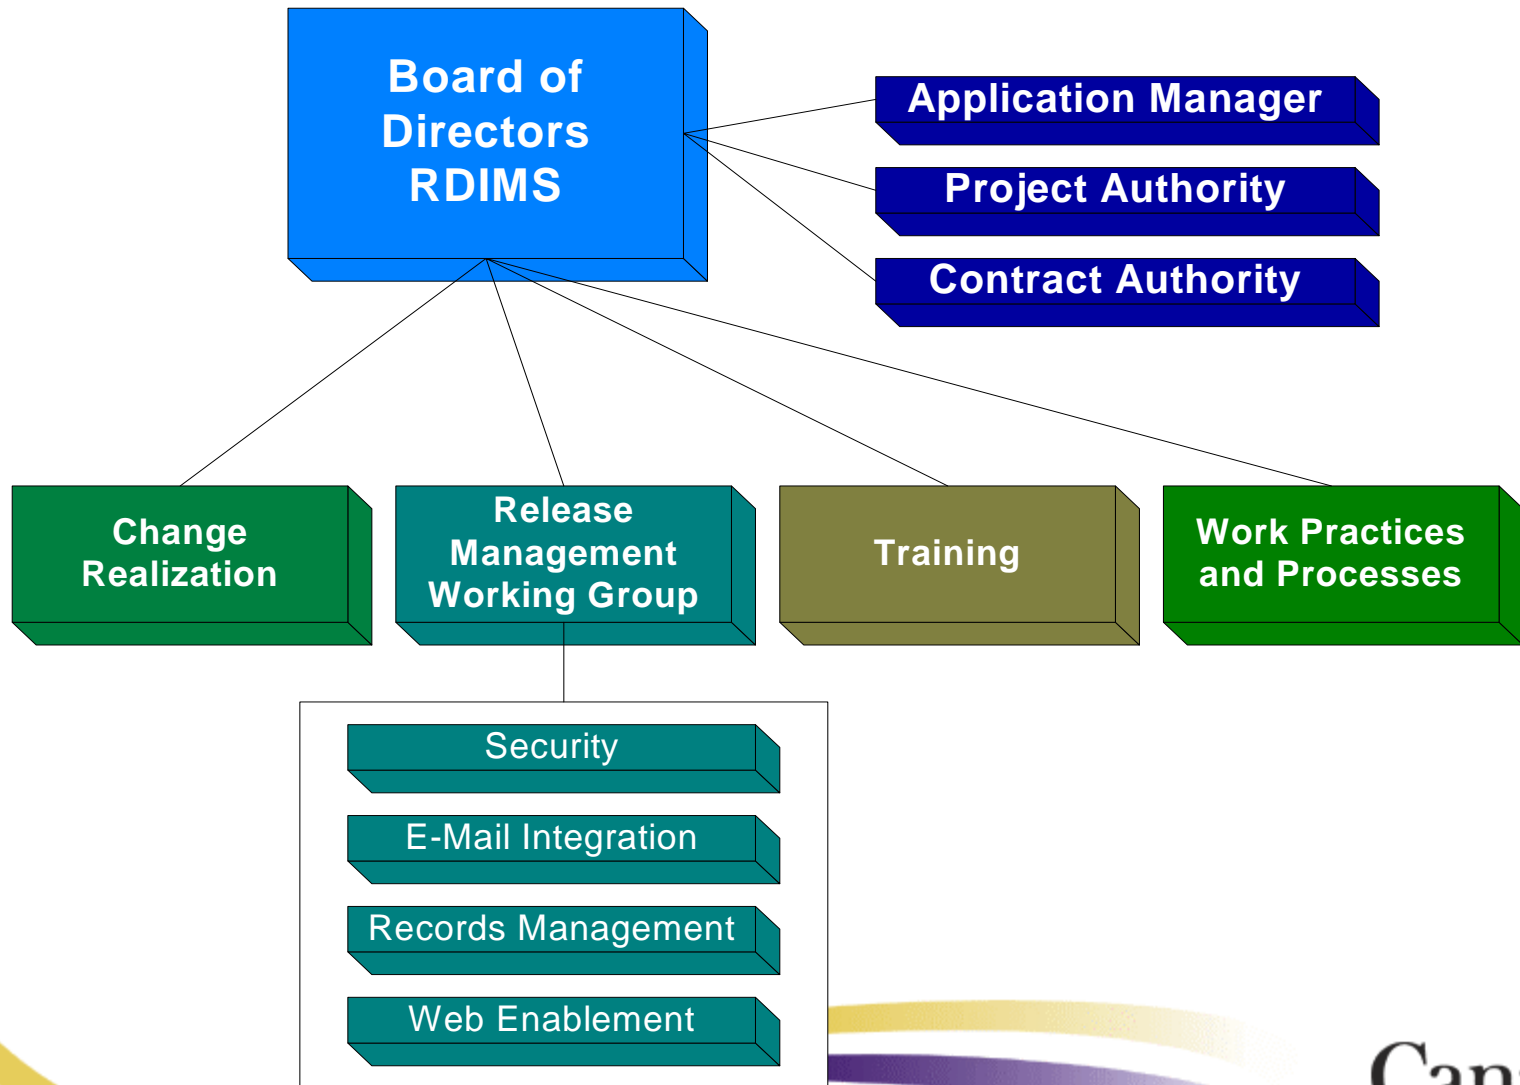 Board of
Directors
RDIMS
Application Manager
Project Authority
Contract Authority
Change
Realization
Release
Management
Working Group
Training
Work Practices
and Processes
Security
E-Mail Integration
Records Management
Web Enablement